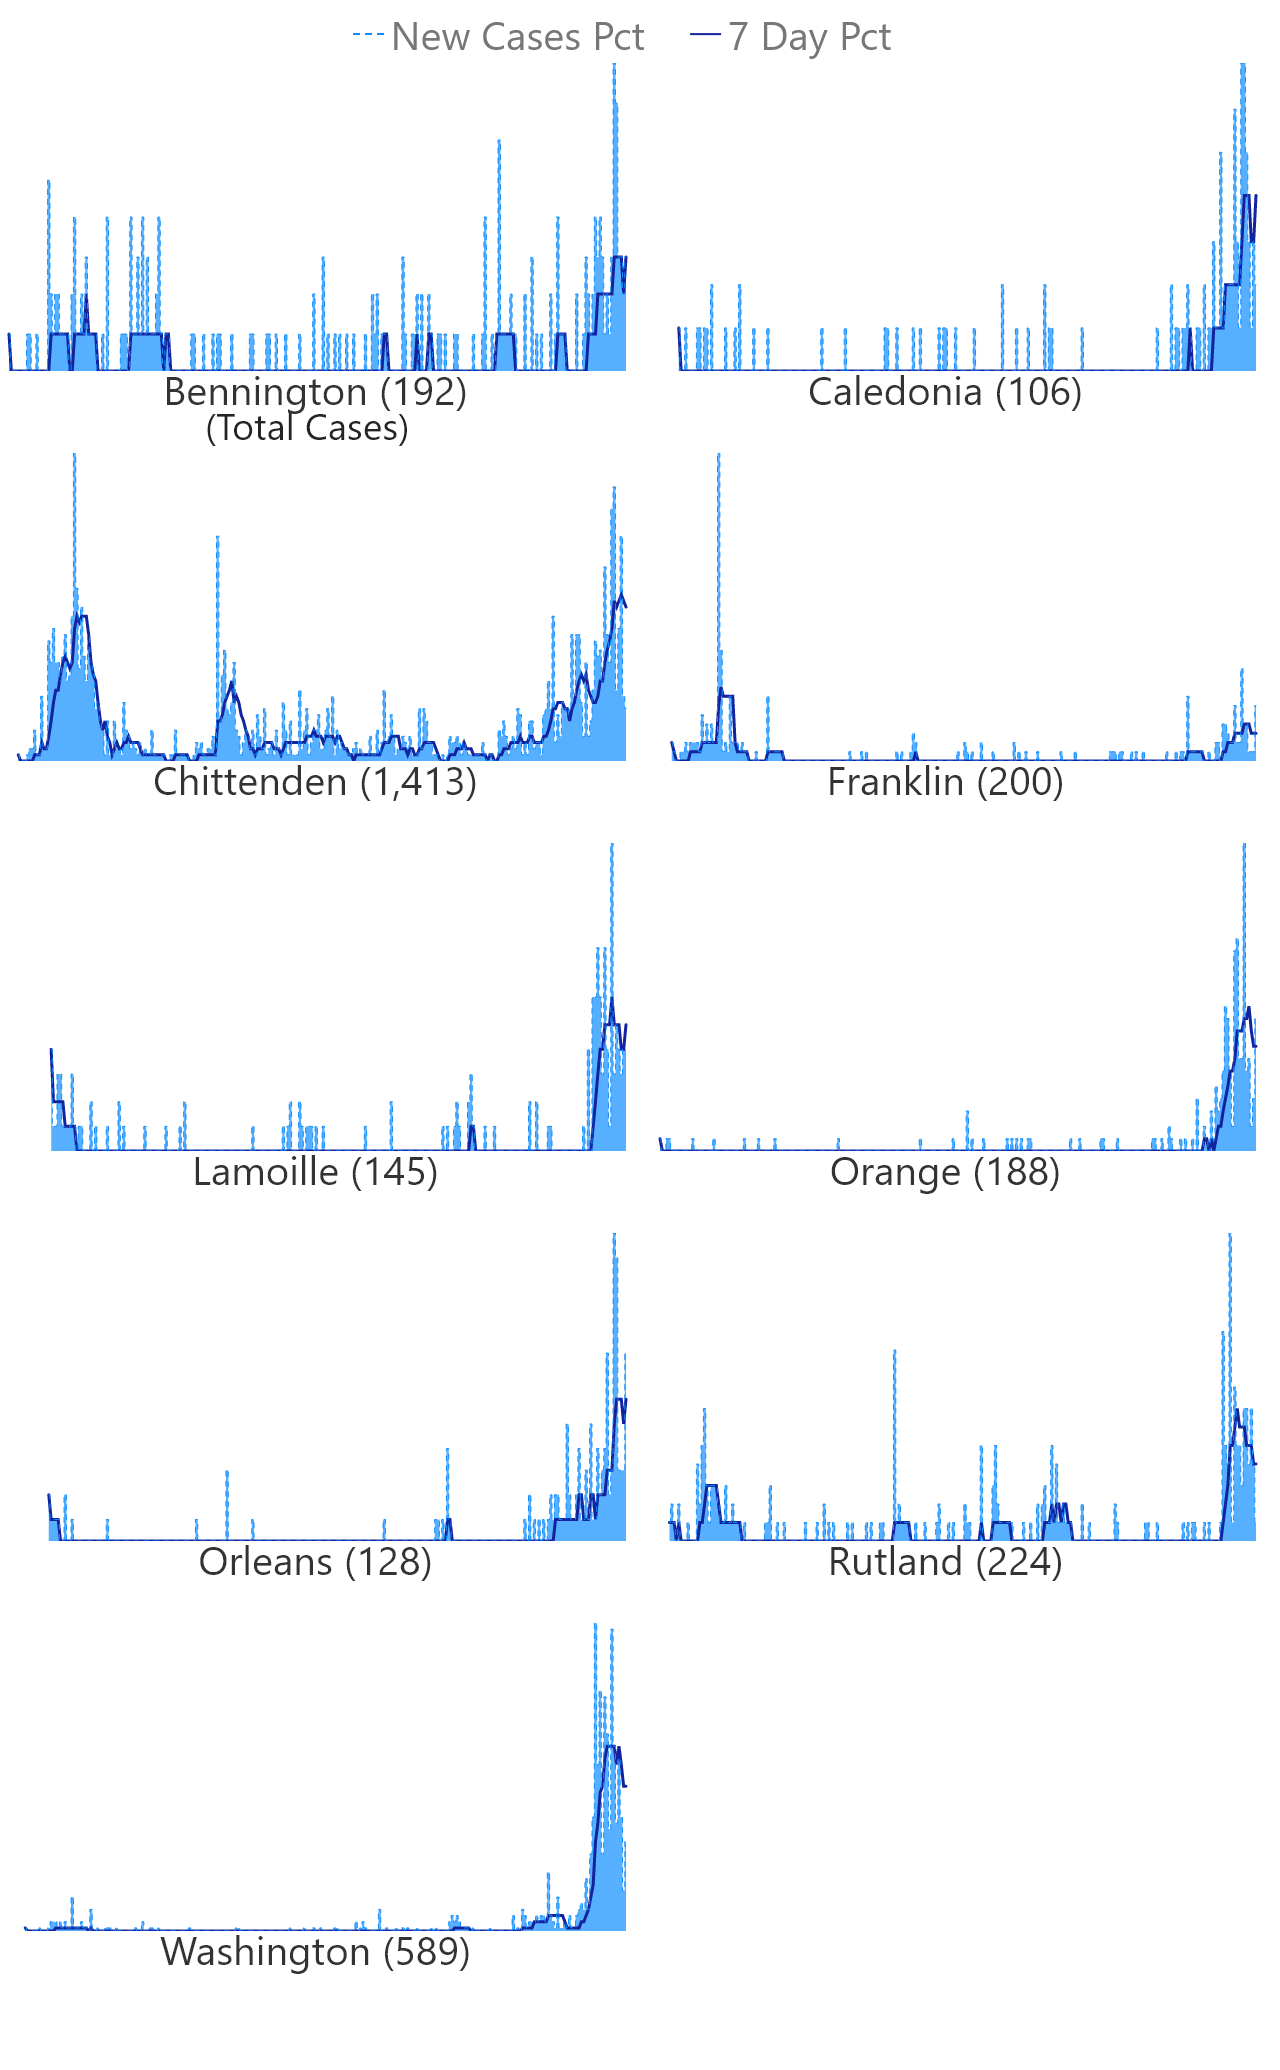 New Cases Pct 7 Day Pct
Bennington (192) Caledonia (106)
(Total Cases)
Chittenden (1,413) Franklin (200)
Lamoille (145) Orange (188)
Orleans (128) Rutland (224)
Washington (589)